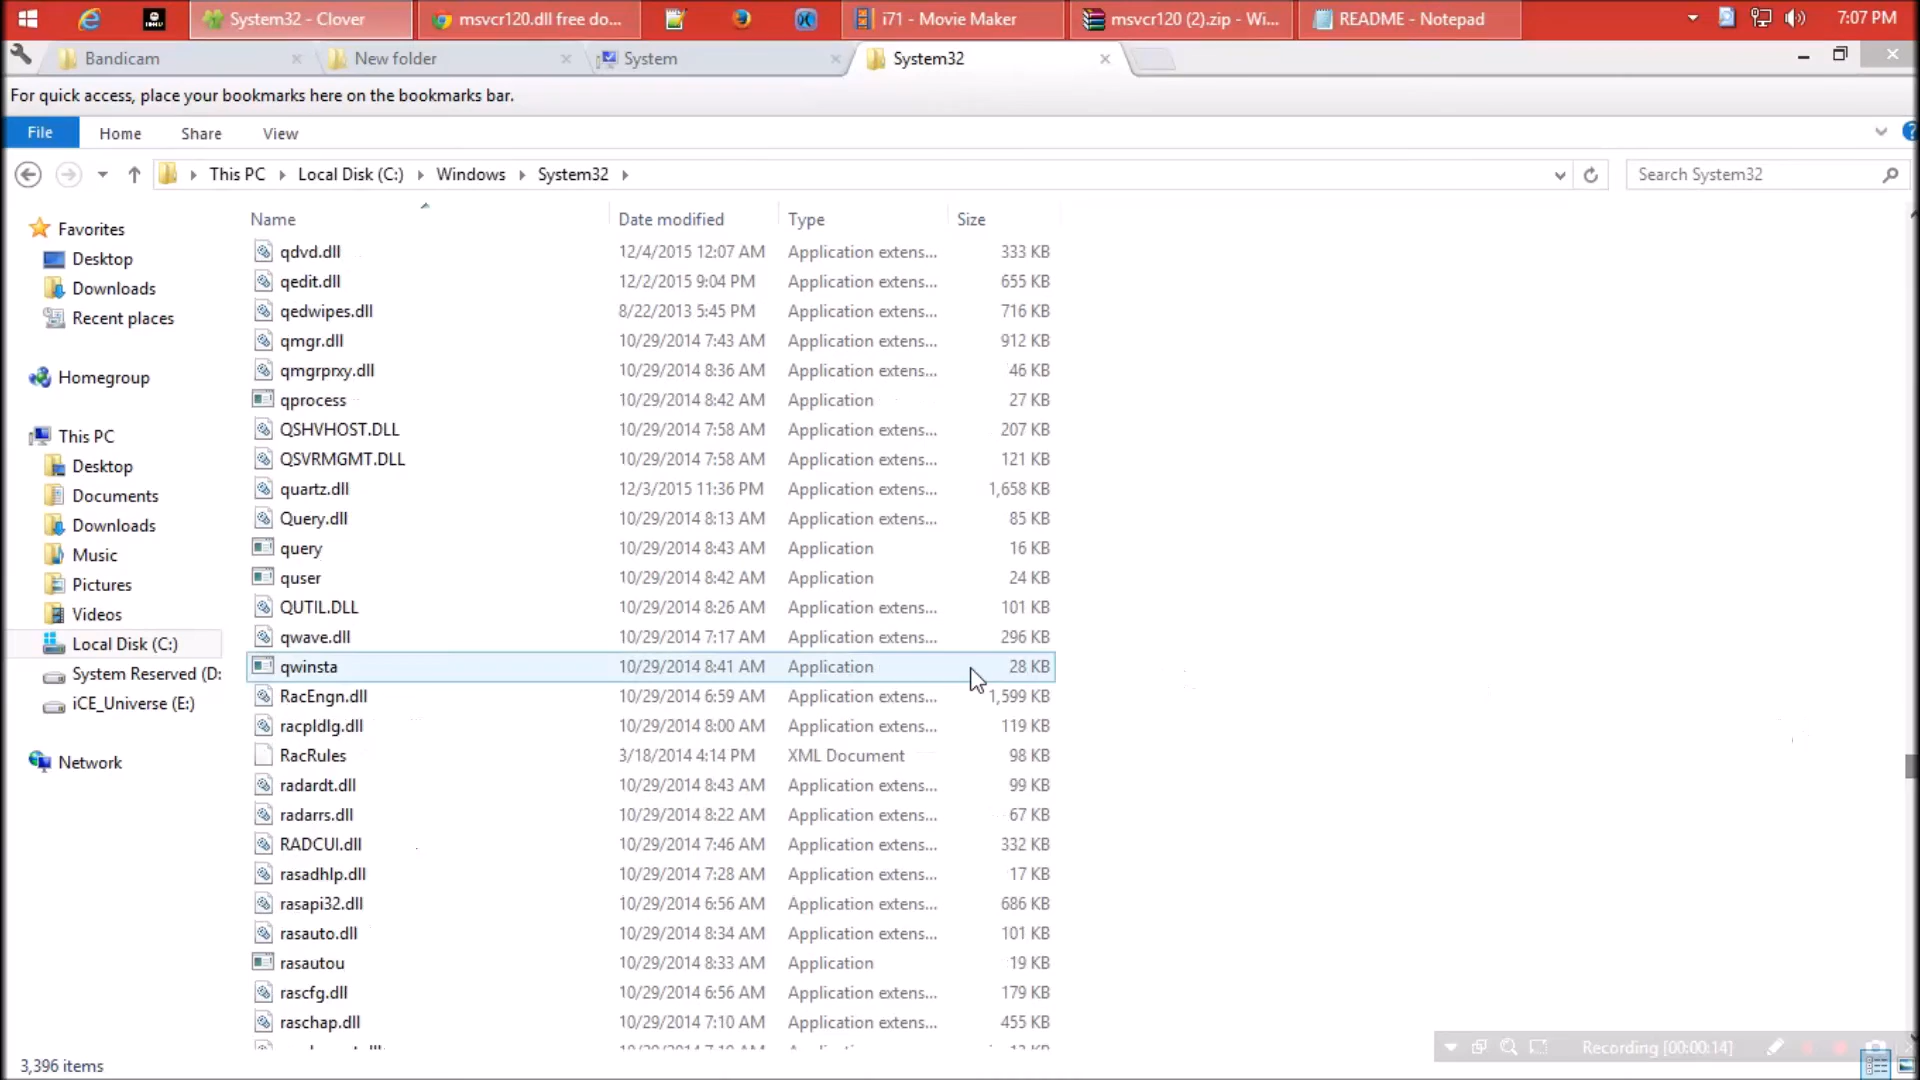 System32 - Clover
msvcr120.dll free do...
i71 - Movie Maker
msvcr120 (2).zip - Wi...
README - Notepad
7:07 PM
Bandicam
New folder
System
System32
For quick access, place your bookmarks here on the bookmarks bar.
File
Home
Share
View
This PC
Local Disk (C:)
Windows
System32
Search System32
Favorites
Desktop
Downloads
Recent places
Homegroup
This PC
Desktop
Documents
Downloads
Music
Pictures
Videos
Local Disk (C:)
System Reserved (D:
iCE_Universe (E:)
Network
Name Date modified Type Size
qdvd.dll 12/4/2015 12:07 AM Application extens... 333 KB
qedit.dll 12/2/2015 9:04 PM Application extens... 655 KB
qedwipes.dll 8/22/2013 5:45 PM Application extens... 716 KB
qmgr.dll 10/29/2014 7:43 AM Application extens... 912 KB
qmgrprxy.dll 10/29/2014 8:36 AM Application extens... 46 KB
qprocess 10/29/2014 8:42 AM Application 27 KB
QSHVHOST.DLL 10/29/2014 7:58 AM Application extens... 207 KB
QSVRMGMT.DLL 10/29/2014 7:58 AM Application extens... 121 KB
quartz.dll 12/3/2015 11:36 PM Application extens... 1,658 KB
Query.dll 10/29/2014 8:13 AM Application extens... 85 KB
query 10/29/2014 8:43 AM Application 16 KB
quser 10/29/2014 8:42 AM Application 24 KB
QUTIL.DLL 10/29/2014 8:26 AM Application extens... 101 KB
qwave.dll 10/29/2014 7:17 AM Application extens... 296 KB
qwinsta 10/29/2014 8:41 AM Application 28 KB
RacEngn.dll 10/29/2014 6:59 AM Application extens... 1,599 KB
racpldlg.dll 10/29/2014 8:00 AM Application extens... 119 KB
RacRules 3/18/2014 4:14 PM XML Document 98 KB
radardt.dll 10/29/2014 8:43 AM Application extens... 99 KB
radarrs.dll 10/29/2014 8:22 AM Application extens... 67 KB
RADCUI.dll 10/29/2014 7:46 AM Application extens... 332 KB
rasadhlp.dll 10/29/2014 7:28 AM Application extens... 17 KB
rasapi32.dll 10/29/2014 6:56 AM Application extens... 686 KB
rasauto.dll 10/29/2014 8:34 AM Application extens... 101 KB
rasautou 10/29/2014 8:33 AM Application 19 KB
rascfg.dll 10/29/2014 6:56 AM Application extens... 179 KB
raschap.dll 10/29/2014 7:10 AM Application extens... 455 KB
Recording [00:00:14]
3,396 items